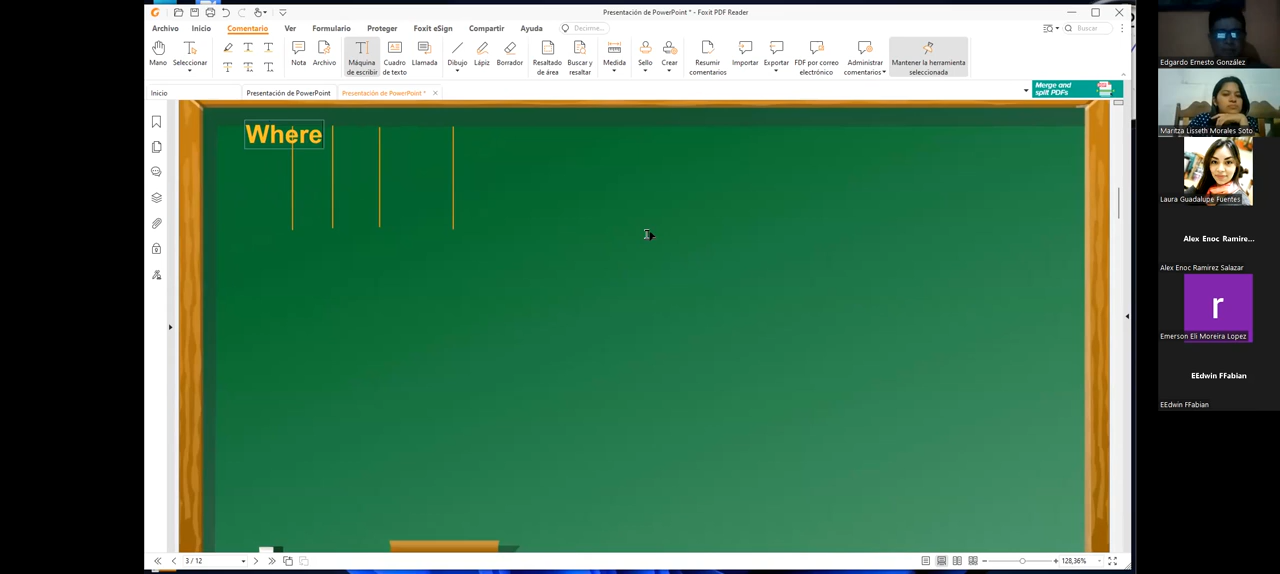 Presentación de PowerPoint * - Foxit PDF Reader
Archivo Inicio Comentario Ver Formulario Proteger Foxit eSign Compartir Ayuda Decirme... Buscar
Mano Seleccionar Nota Archivo Máquina de escribir Cuadro de texto Llamada Dibujo Lápiz Borrador Resaltado de área Buscar y resaltar Medida Sello Crear Resumir comentarios Importar Exportar FDF por correo electrónico Administrar comentarios Mantener la herramienta seleccionada
Inicio Presentación de PowerPoint Presentación de PowerPoint * Merge and split PDFs
Where
3 / 12
128,36%
Edgardo Ernesto González
Maritza Lisseth Morales Soto
Laura Guadalupe Fuentes
Alex Enoc Ramire...
Alex Enoc Ramirez Salazar
r
Emerson Eli Moreira Lopez
EEdwin FFabian
EEdwin FFabian